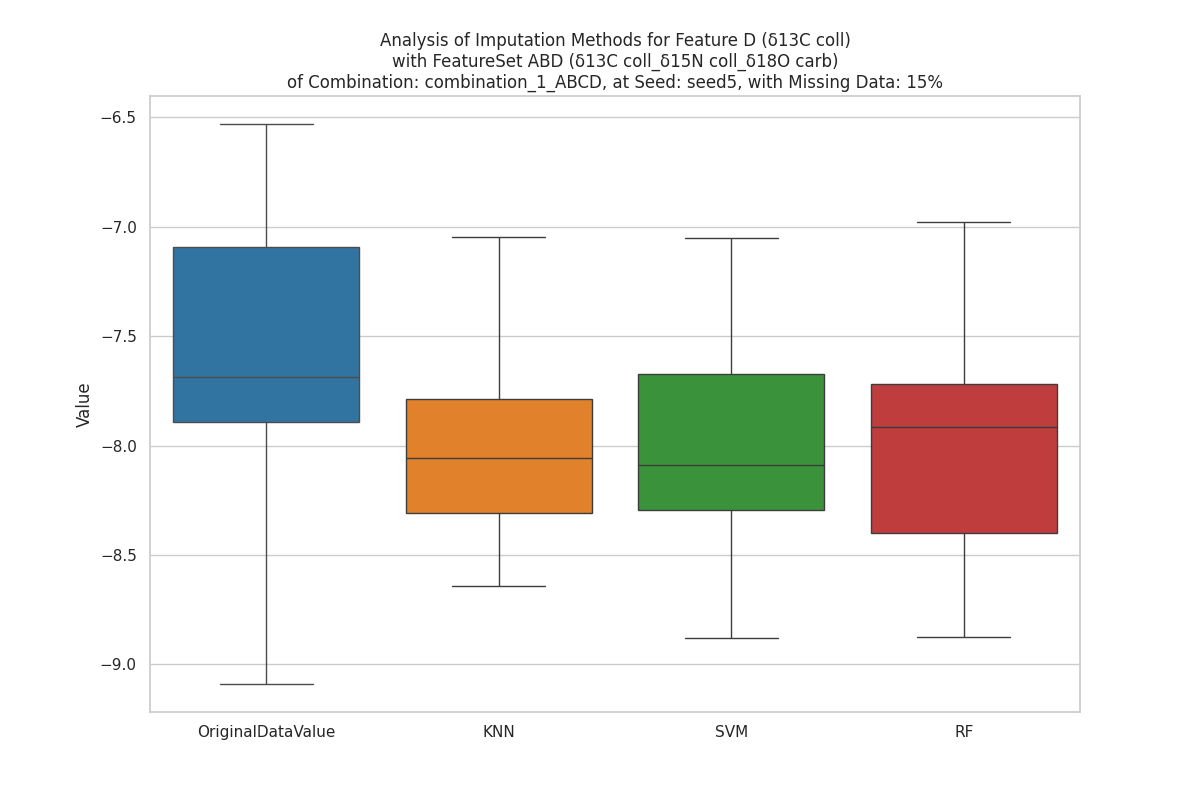 Analysis of Imputation Methods for Feature D (δ13C coll)
with FeatureSet ABD (δ13C coll_δ15N coll_δ18O carb)
of Combination: combination_1_ABCD, at Seed: seed5, with Missing Data: 15%
Value
−6.5
−7.0
−7.5
−8.0
−8.5
−9.0
OriginalDataValue
KNN
SVM
RF